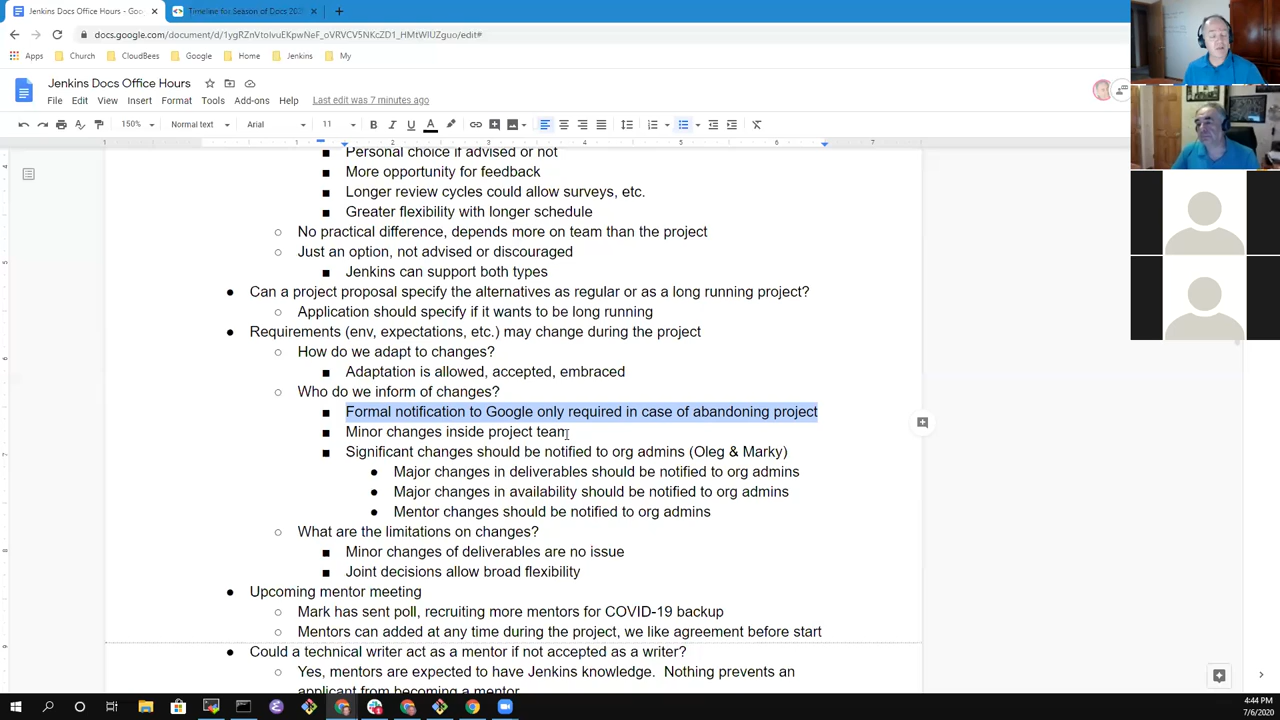 Jenkins Docs Office Hours - Goo
Timeline for Season of Docs 202
docs.google.com/document/d/1ygRZnVtoIvuEKpwNeF_oVRVCV5NKcZD1_HMtWIUZguo/edit#
Apps Church CloudBees Google Home Jenkins My
Jenkins Docs Office Hours
File Edit View Insert Format Tools Add-ons Help Last edit was 7 minutes ago
150% Normal text Arial 11 B I U A
1 1 2 3 4 5 6 7
Personal choice if advised or not
More opportunity for feedback
Longer review cycles could allow surveys, etc.
Greater flexibility with longer schedule
No practical difference, depends more on team than the project
Just an option, not advised or discouraged
Jenkins can support both types
Can a project proposal specify the alternatives as regular or as a long running project?
Application should specify if it wants to be long running
Requirements (env, expectations, etc.) may change during the project
How do we adapt to changes?
Adaptation is allowed, accepted, embraced
Who do we inform of changes?
Formal notification to Google only required in case of abandoning project
Minor changes inside project team
Significant changes should be notified to org admins (Oleg & Marky)
Major changes in deliverables should be notified to org admins
Major changes in availability should be notified to org admins
Mentor changes should be notified to org admins
What are the limitations on changes?
Minor changes of deliverables are no issue
Joint decisions allow broad flexibility
Upcoming mentor meeting
Mark has sent poll, recruiting more mentors for COVID-19 backup
Mentors can added at any time during the project, we like agreement before start
Could a technical writer act as a mentor if not accepted as a writer?
Yes, mentors are expected to have Jenkins knowledge. Nothing prevents an
applicant from becoming a mentor
4:44 PM
7/6/2020